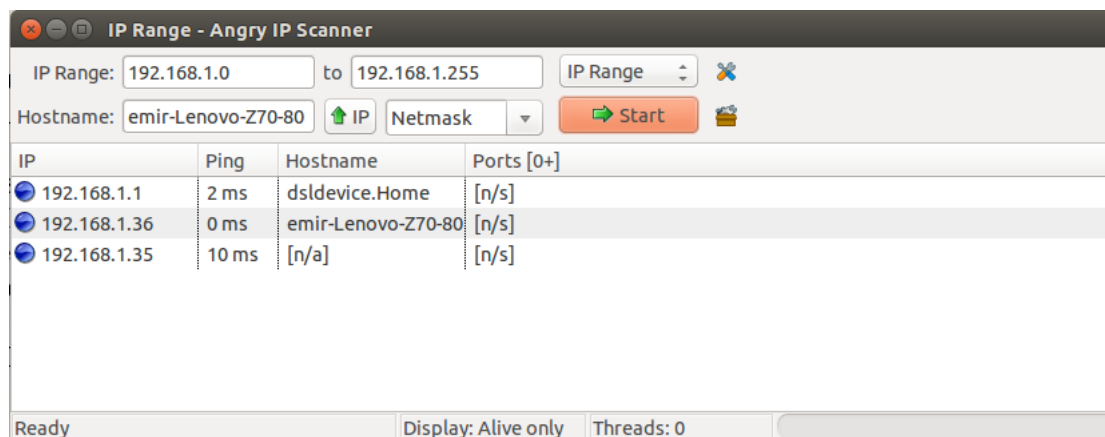 IP Range - Angry IP Scanner
IP Range: 192.168.1.0 to 192.168.1.255 IP Range
Hostname: emir-Lenovo-Z70-80 IP Netmask Start
IP Ping Hostname Ports [0+]
192.168.1.1 2 ms dsldevice.Home [n/s]
192.168.1.36 0 ms emir-Lenovo-Z70-80 [n/s]
192.168.1.35 10 ms [n/a] [n/s]
Ready Display: Alive only Threads: 0